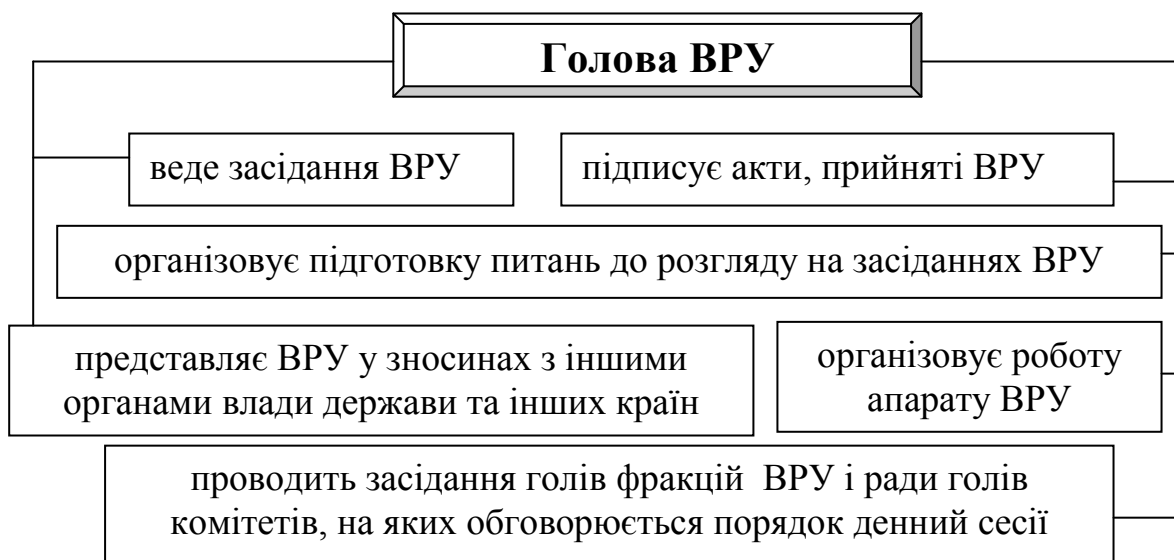 Голова ВРУ
веде засідання ВРУ
підписує акти, прийняті ВРУ
організовує підготовку питань до розгляду на засіданнях ВРУ
представляє ВРУ у зносинах з іншими
органами влади держави та інших країн
організовує роботу
апарату ВРУ
проводить засідання голів фракцій ВРУ і ради голів
комітетів, на яких обговорюється порядок денний сесії